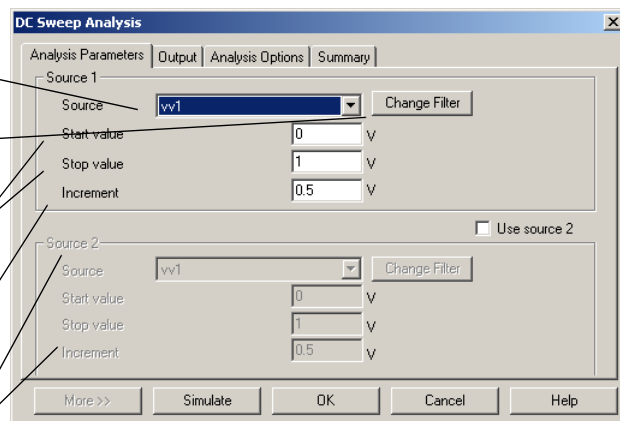 DC Sweep Analysis
Analysis Parameters Output Analysis Options Summary
Source 1
Source vv1 Change Filter
Start value 0 V
Stop value 1 V
Increment 0.5 V
Use source 2
Source 2
Source vv1 Change Filter
Start value 0 V
Stop value 1 V
Increment 0.5 V
More >> Simulate OK Cancel Help